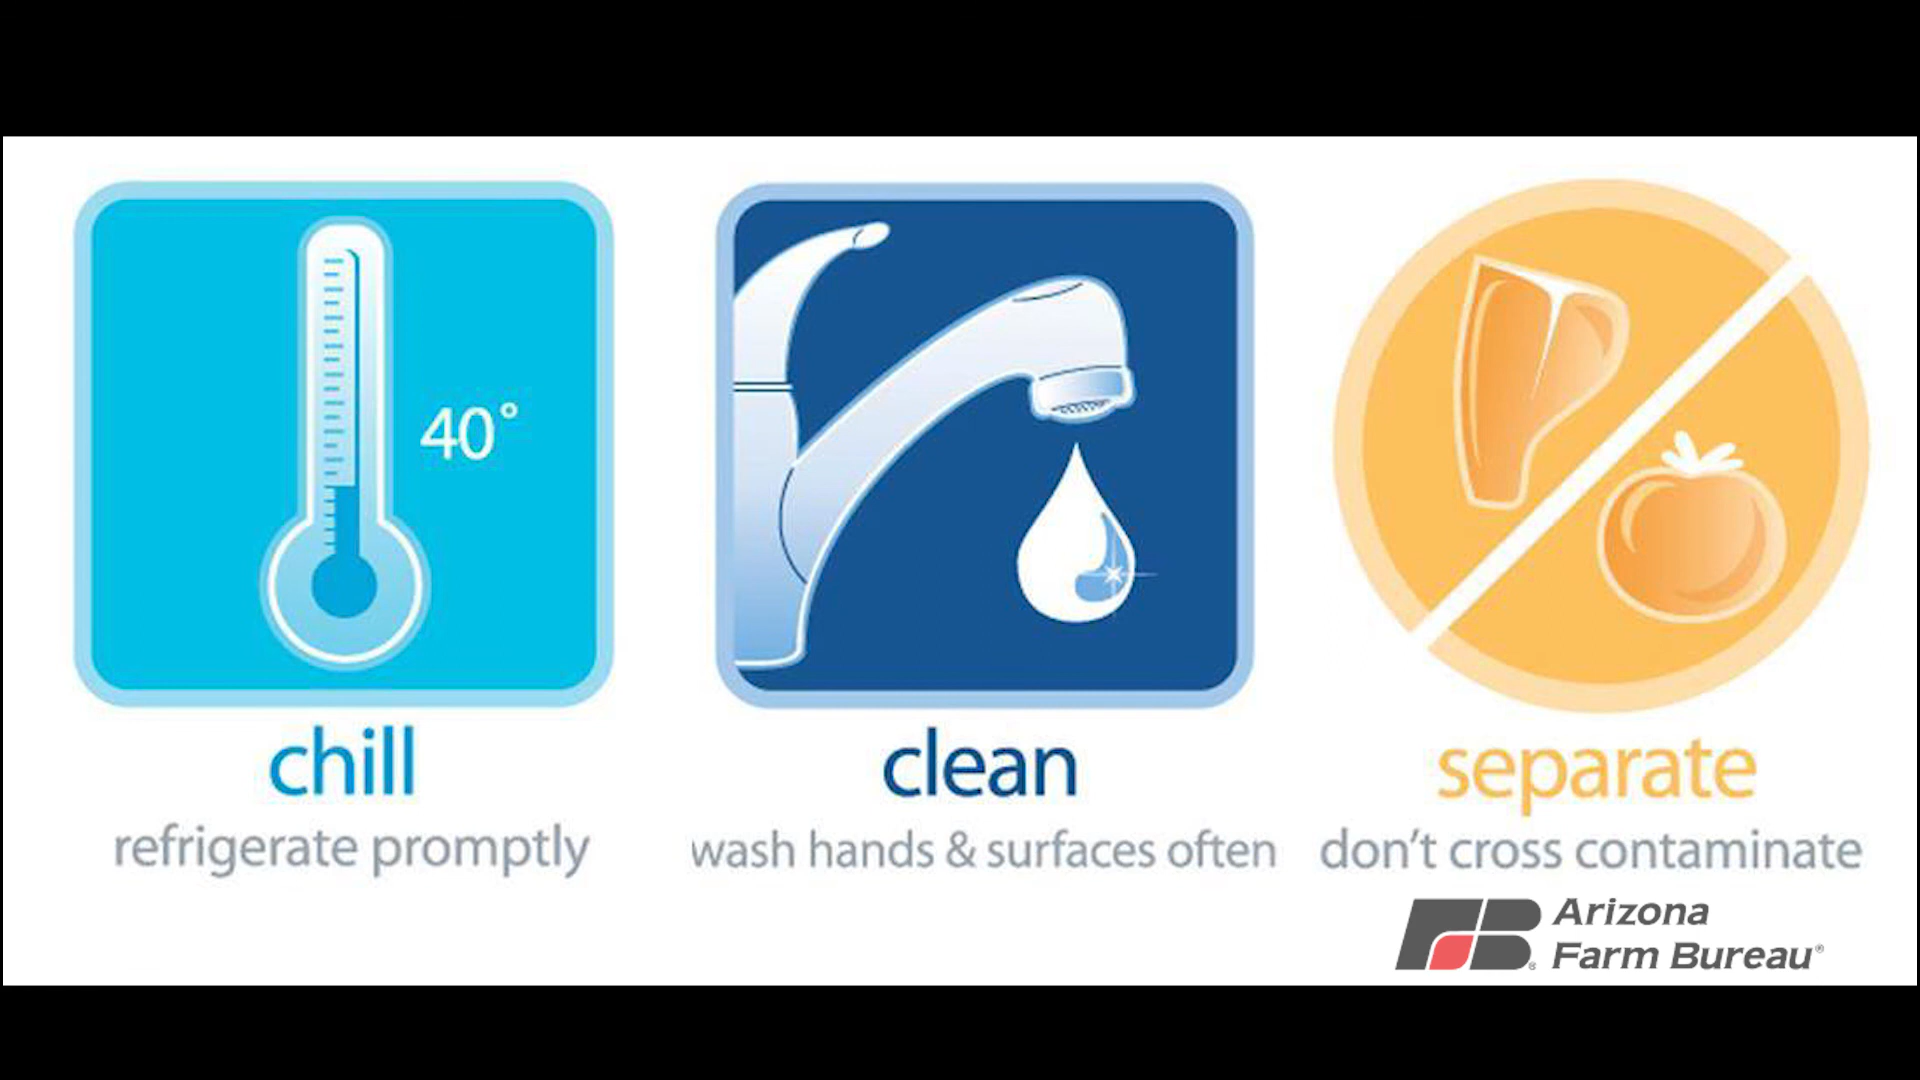 40°
chill
refrigerate promptly
clean
wash hands & surfaces often
separate
don't cross contaminate
Arizona
Farm Bureau®